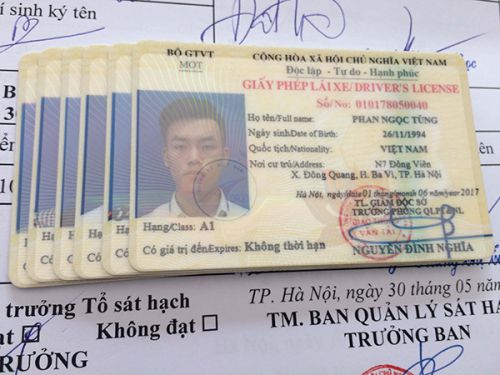 í sinh ký tên
BỘ GTVT
MOT
CỘNG HÒA XÃ HỘI CHỦ NGHĨA VIỆT NAM
Độc lập - Tự do - Hạnh phúc
GIẤY PHÉP LÁI XE/DRIVER'S LICENSE
Số/No: 010178050040
Họ tên/Full name: PHAN NGỌC TÙNG
Ngày sinh/Date of Birth: 26/11/1994
Quốc tịch/Nationality: VIỆT NAM
Nơi cư trú/Address: N7 Đồng Viên
X. Đông Quang, H. Ba Vì, TP. Hà Nội
Hà Nội, ngày/date 01 tháng/month 06 năm/year 2017
TL. GIÁM ĐỐC SỞ
TRƯỞNG PHÒNG QLPT&NL
Hạng/Class: A1
Có giá trị đến/Expires: Không thời hạn
NGUYỄN ĐÌNH NGHĨA
TP. Hà Nội, ngày 30 tháng 05 năm
trưởng Tổ sát hạch
ạt Không đạt
TM. BAN QUẢN LÝ SÁT HẠ
TRƯỞNG BAN
RƯỞNG